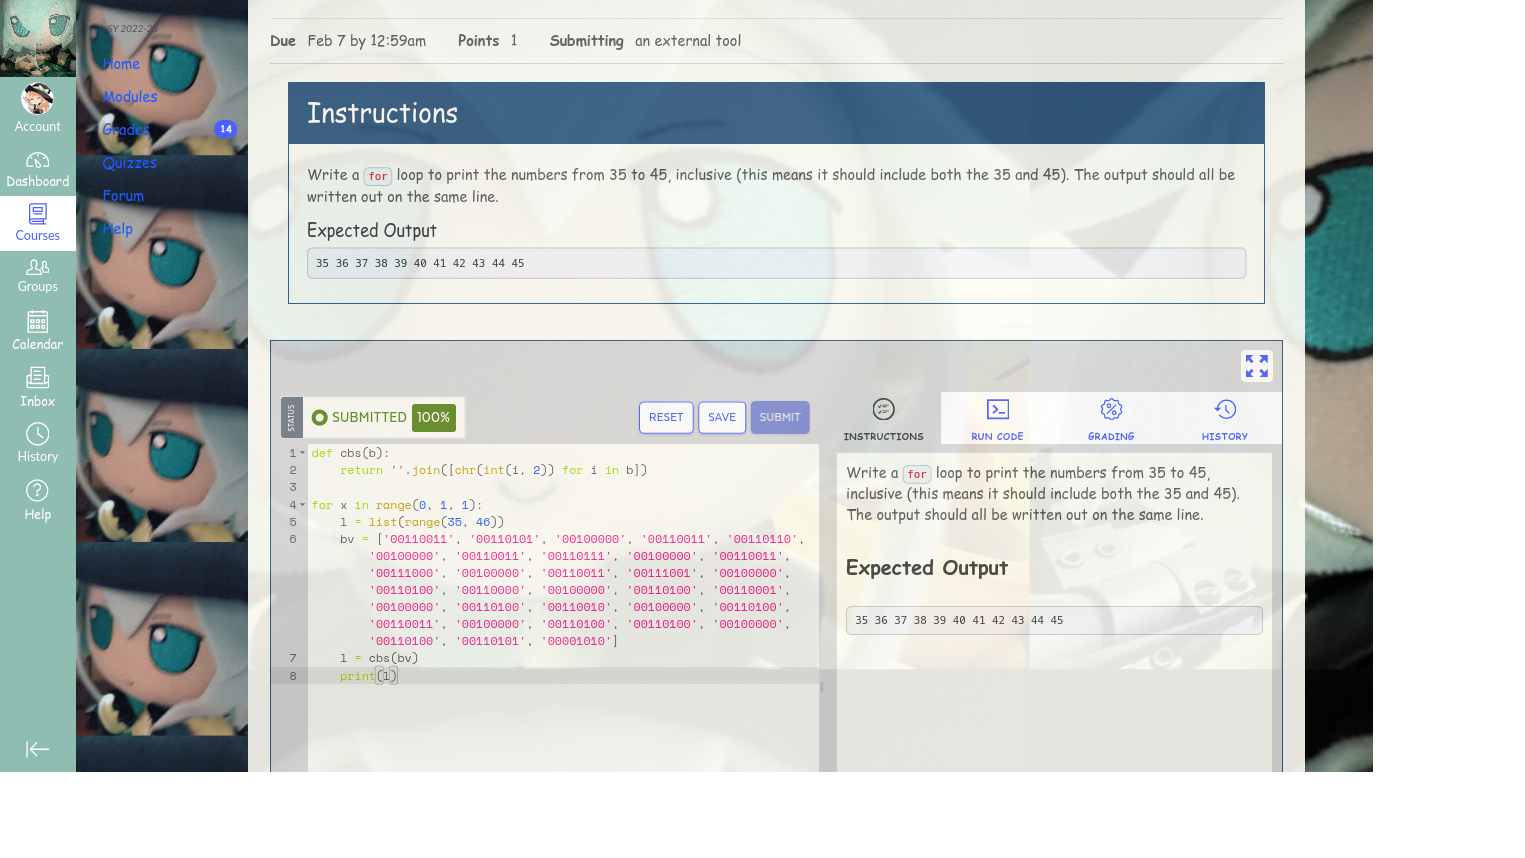 SY 2022-2
Home
Modules
Grades
14
Quizzes
Forum
Help
Account
Dashboard
Courses
Groups
Calendar
Inbox
History
Help
Due Feb 7 by 12:59am Points 1 Submitting an external tool
Instructions
Write a for loop to print the numbers from 35 to 45, inclusive (this means it should include both the 35 and 45). The output should all be
written out on the same line.
Expected Output
35 36 37 38 39 40 41 42 43 44 45
STATUS
SUBMITTED 100%
RESET SAVE SUBMIT
1 def cbs(b):
2     return ''.join([chr(int(i, 2)) for i in b])
3
4 for x in range(0, 1, 1):
5     l = list(range(35, 46))
6     bv = ['00110011', '00110101', '00100000', '00110011', '00110110',
'00100000', '00110011', '00110111', '00100000', '00110011',
'00111000', '00100000', '00110011', '00111001', '00100000',
'00110100', '00110000', '00100000', '00110100', '00110001',
'00100000', '00110100', '00110010', '00100000', '00110100',
'00110011', '00100000', '00110100', '00110100', '00100000',
'00110100', '00110101', '00001010']
7     l = cbs(bv)
8     print(l)
INSTRUCTIONS RUN CODE GRADING HISTORY
Write a for loop to print the numbers from 35 to 45,
inclusive (this means it should include both the 35 and 45).
The output should all be written out on the same line.
Expected Output
35 36 37 38 39 40 41 42 43 44 45